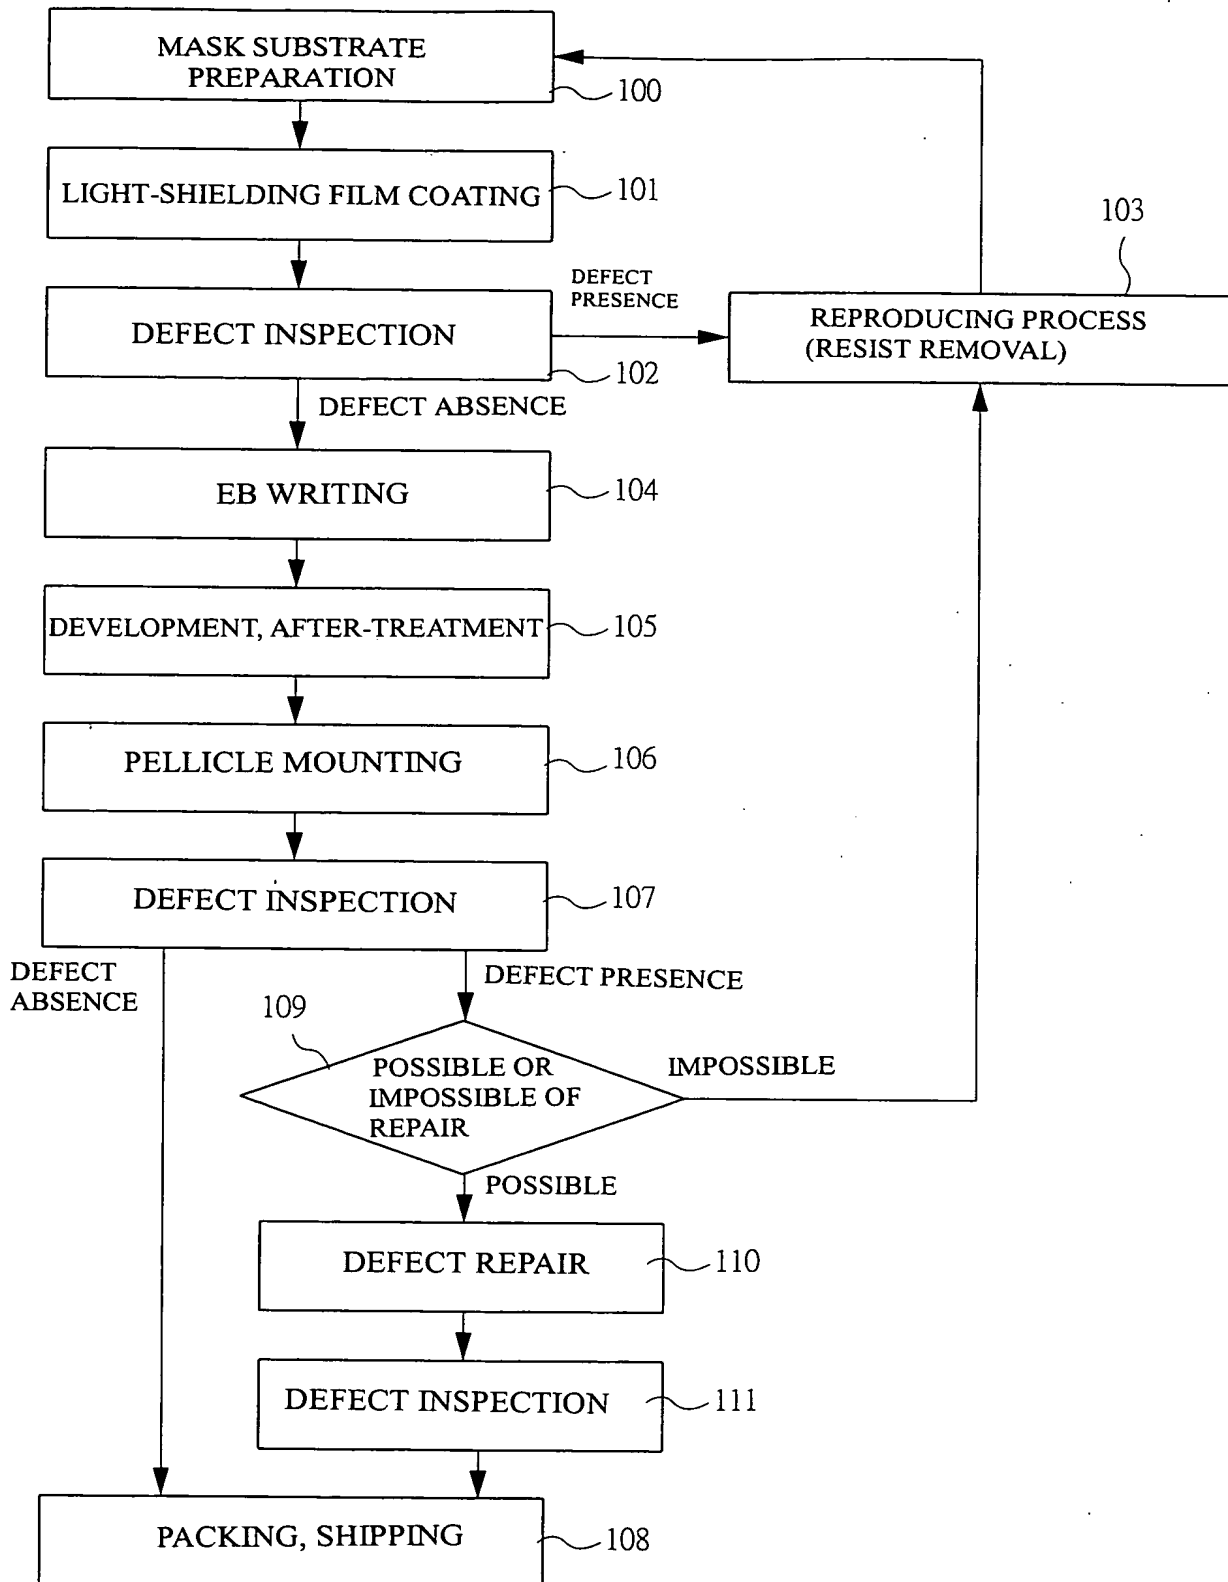 MASK SUBSTRATE
PREPARATION
100
LIGHT-SHIELDING FILM COATING
101
103
DEFECT
PRESENCE
DEFECT INSPECTION
102
REPRODUCING PROCESS
(RESIST REMOVAL)
DEFECT ABSENCE
EB WRITING
104
DEVELOPMENT, AFTER-TREATMENT
105
PELLICLE MOUNTING
106
DEFECT INSPECTION
107
DEFECT
ABSENCE
DEFECT PRESENCE
109
POSSIBLE OR
IMPOSSIBLE OF
REPAIR
IMPOSSIBLE
POSSIBLE
DEFECT REPAIR
110
DEFECT INSPECTION
111
PACKING, SHIPPING
108